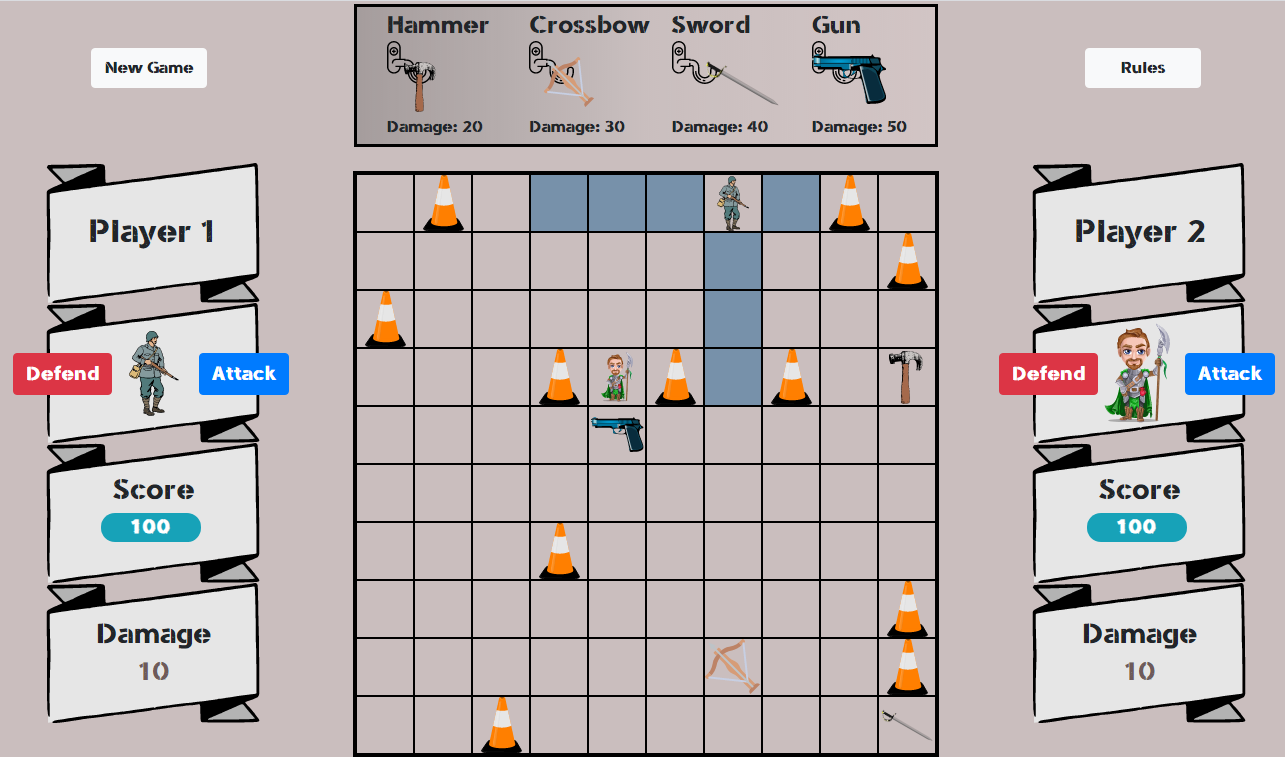 Hammer Crossbow Sword Gun
New Game
Rules
Damage: 20 Damage: 30 Damage: 40 Damage: 50
Player 1
Player 2
Defend Attack
Defend Attack
Score
100
Score
100
Damage
10
Damage
10